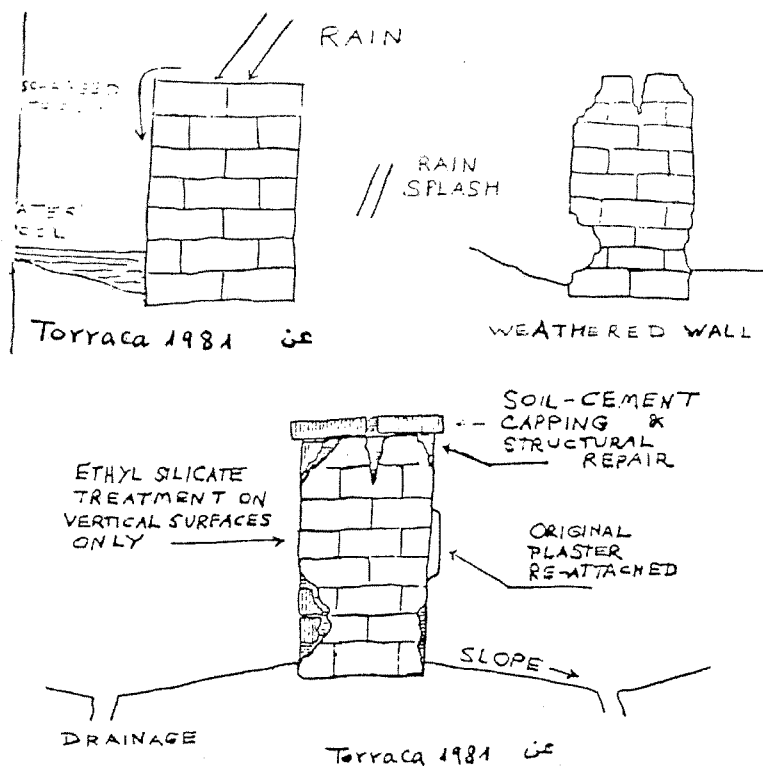 RAIN
RAIN
SPLASH
Torraca 1981 عن
WEATHERED WALL
SOIL-CEMENT
CAPPING &
STRUCTURAL
REPAIR
ETHYL SILICATE
TREATMENT ON
VERTICAL SURFACES
ONLY
ORIGINAL
PLASTER
RE-ATTACHED
SLOPE
DRAINAGE
Torraca 1981 عن